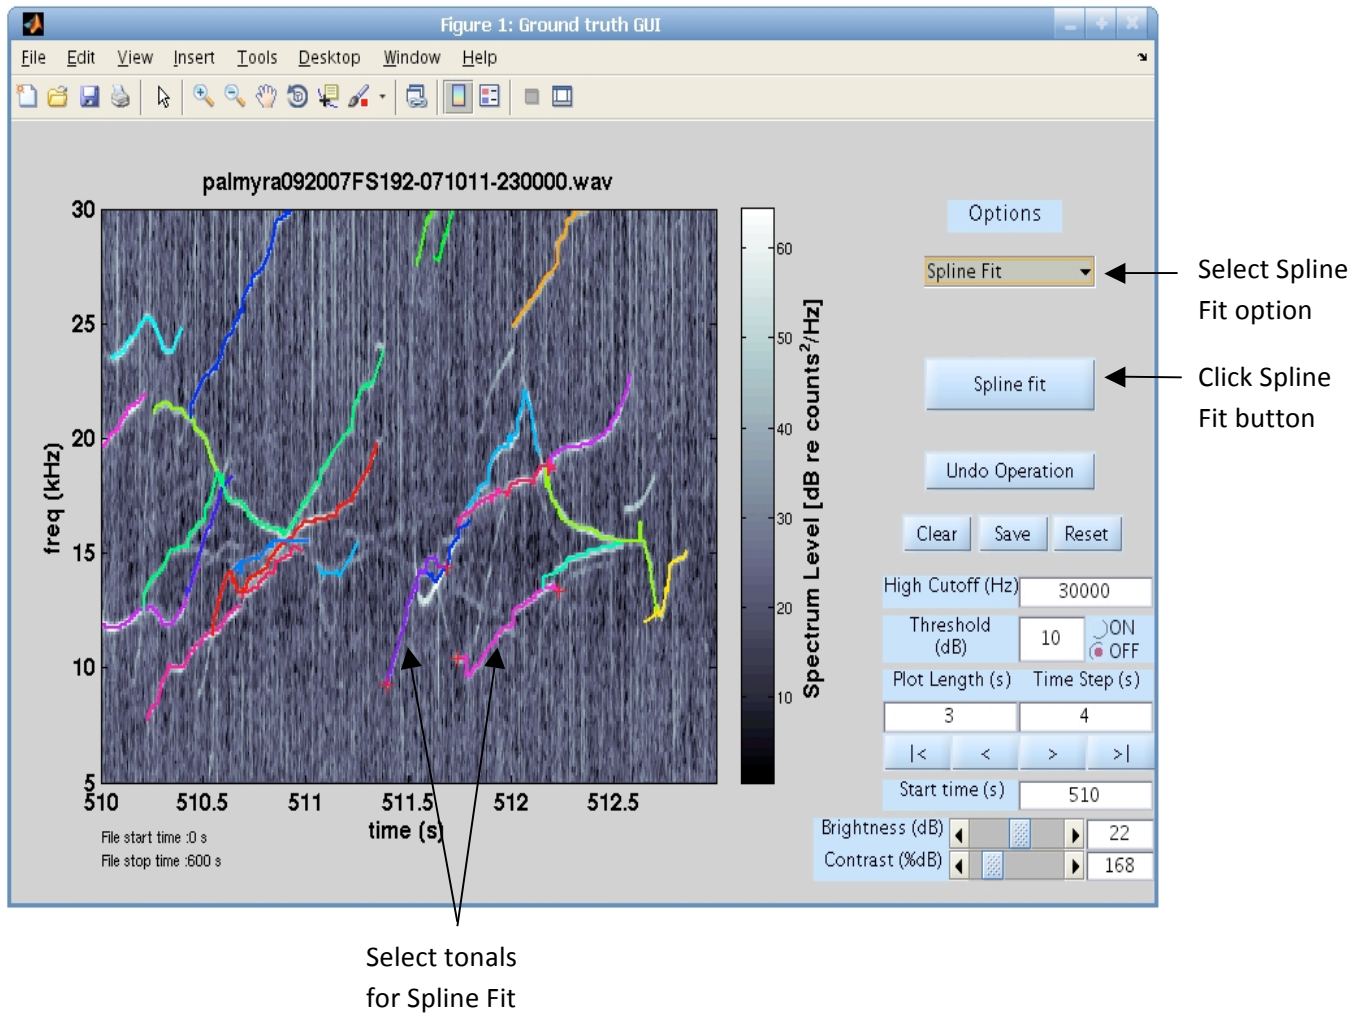 Figure 1: Ground truth GUI
File Edit View Insert Tools Desktop Window Help
palmyra092007FS192-071011-230000.wav
30
25
20
15
10
5
freq (kHz)
510 510.5 511 511.5 512 512.5
time (s)
File start time :0 s
File stop time :600 s
60
50
40
30
20
10
Spectrum Level [dB re counts²/Hz]
Options
Spline Fit
Spline fit
Undo Operation
Clear Save Reset
High Cutoff (Hz) 30000
Threshold (dB) 10 ON
OFF
Plot Length (s) Time Step (s)
3 4
|< < > >|
Start time (s) 510
Brightness (dB) 22
Contrast (%dB) 168
Select Spline
Fit option
Click Spline
Fit button
Select tonals
for Spline Fit